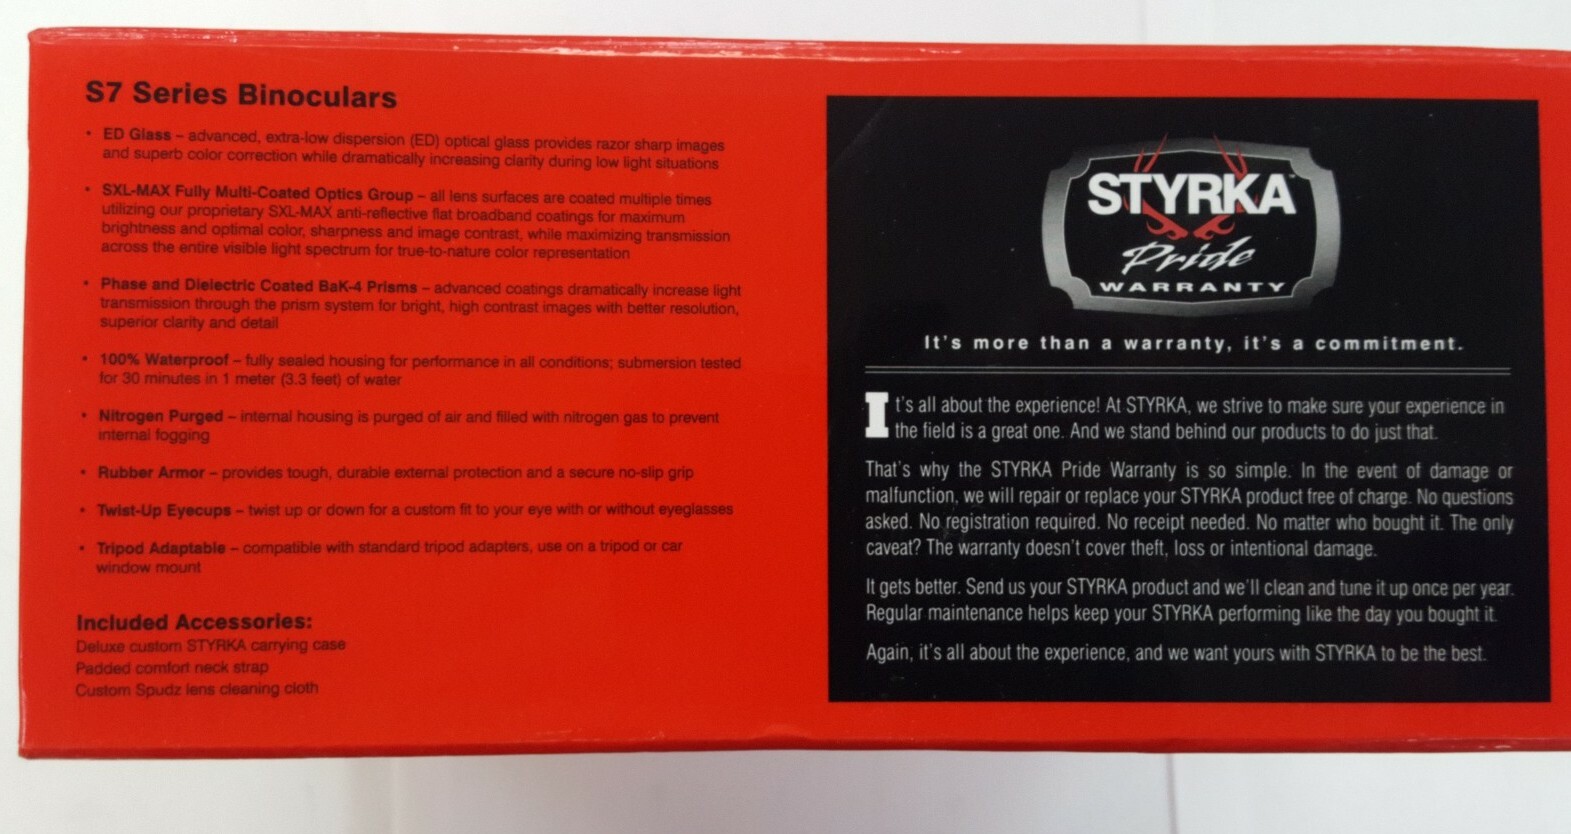 S7 Series Binoculars
• ED Glass – advanced, extra-low dispersion (ED) optical glass provides razor sharp images
and superb color correction while dramatically increasing clarity during low light situations
• SXL-MAX Fully Multi-Coated Optics Group – all lens surfaces are coated multiple times
utilizing our proprietary SXL-MAX anti-reflective flat broadband coatings for maximum
brightness and optimal color, sharpness and image contrast, while maximizing transmission
across the entire visible light spectrum for true-to-nature color representation
• Phase and Dielectric Coated BaK-4 Prisms – advanced coatings dramatically increase light
transmission through the prism system for bright, high contrast images with better resolution,
superior clarity and detail
• 100% Waterproof – fully sealed housing for performance in all conditions; submersion tested
for 30 minutes in 1 meter (3.3 feet) of water
• Nitrogen Purged – internal housing is purged of air and filled with nitrogen gas to prevent
internal fogging
• Rubber Armor – provides tough, durable external protection and a secure no-slip grip
• Twist-Up Eyecups – twist up or down for a custom fit to your eye with or without eyeglasses
• Tripod Adaptable – compatible with standard tripod adapters, use on a tripod or car
window mount
Included Accessories:
Deluxe custom STYRKA carrying case
Padded comfort neck strap
Custom Spudz lens cleaning cloth
STYRKA™
Pride
WARRANTY
It's more than a warranty, it's a commitment.
It's all about the experience! At STYRKA, we strive to make sure your experience in
the field is a great one. And we stand behind our products to do just that.
That's why the STYRKA Pride Warranty is so simple. In the event of damage or
malfunction, we will repair or replace your STYRKA product free of charge. No questions
asked. No registration required. No receipt needed. No matter who bought it. The only
caveat? The warranty doesn't cover theft, loss or intentional damage.
It gets better. Send us your STYRKA product and we'll clean and tune it up once per year.
Regular maintenance helps keep your STYRKA performing like the day you bought it.
Again, it's all about the experience, and we want yours with STYRKA to be the best.